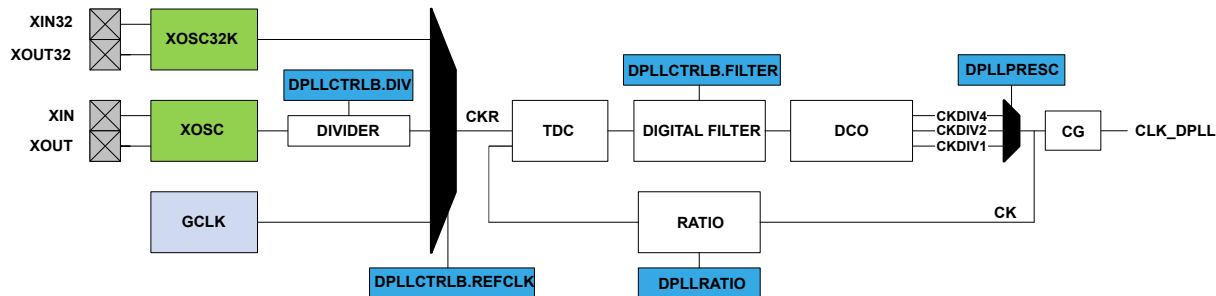 XIN32
XOUT32
XOSC32K
DPLLCTRLB.DIV
DPLLCTRLB.FILTER
DPLLPRESC
XIN
XOUT
XOSC
DIVIDER
CKR
TDC
DIGITAL FILTER
DCO
CKDIV4
CKDIV2
CKDIV1
CG
CLK_DPLL
GCLK
RATIO
CK
DPLLCTRLB.REFCLK
DPLLRATIO